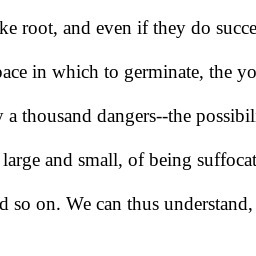 ke root, and even if they do succe
pace in which to germinate, the yo
y a thousand dangers--the possibil
large and small, of being suffocat
d so on. We can thus understand,